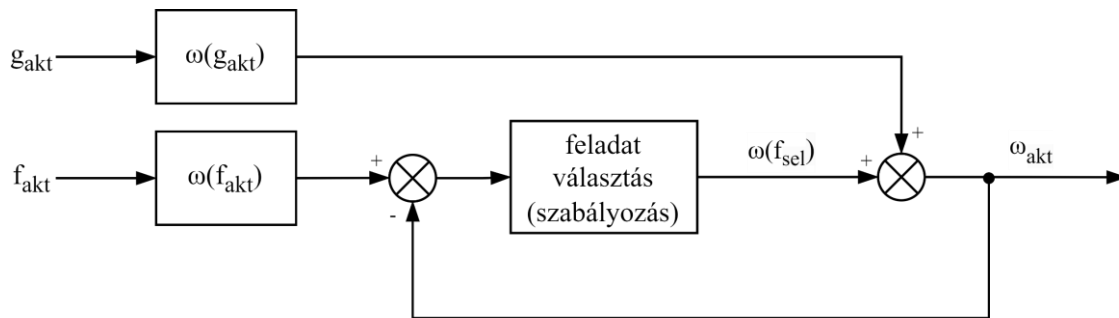 g_akt
ω(g_akt)
f_akt
ω(f_akt)
+
-
feladat
választás
(szabályozás)
ω(f_sel)
+
+
ω_akt